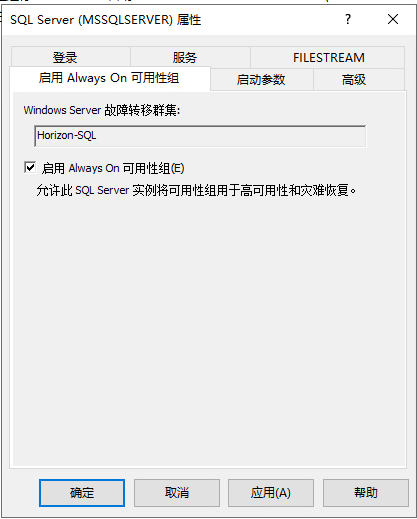 SQL Server (MSSQLSERVER) 属性
登录 服务 FILESTREAM
启用 Always On 可用性组 启动参数 高级
Windows Server 故障转移群集:
Horizon-SQL
启用 Always On 可用性组(E)
允许此 SQL Server 实例将可用性组用于高可用性和灾难恢复。
确定 取消 应用(A) 帮助